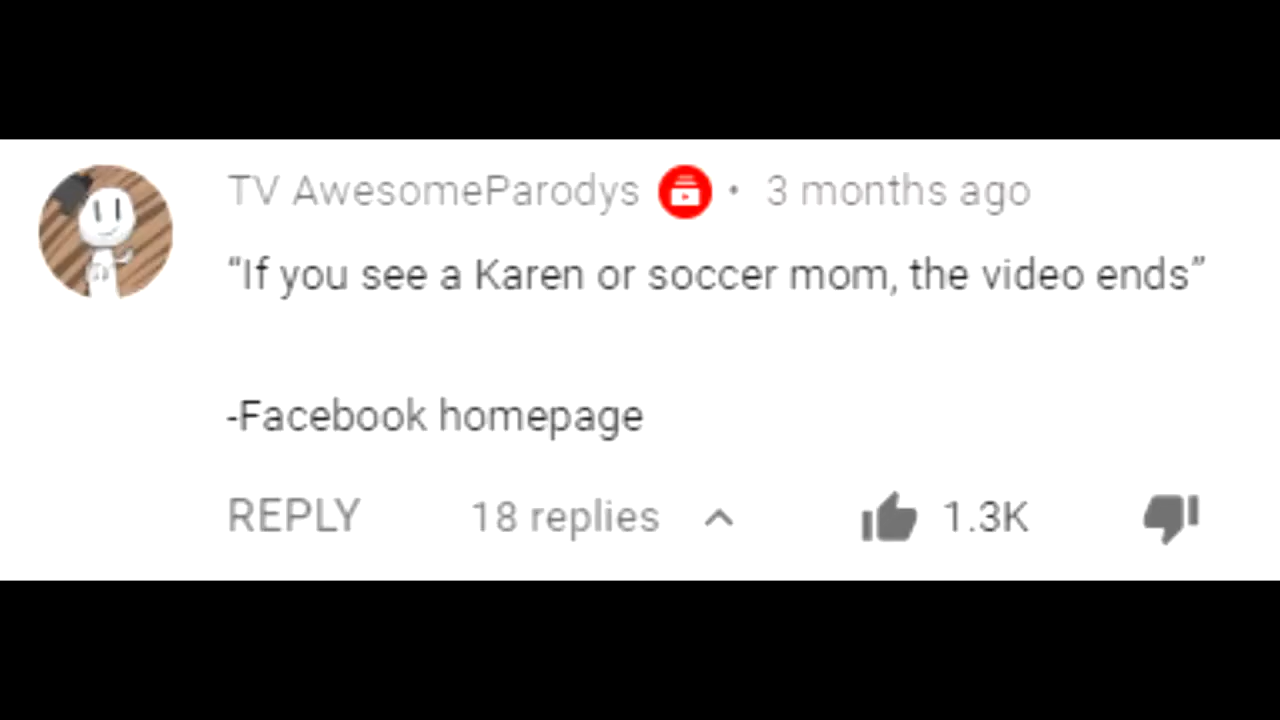 TV AwesomeParodys • 3 months ago
“If you see a Karen or soccer mom, the video ends”
-Facebook homepage
REPLY 18 replies 1.3K